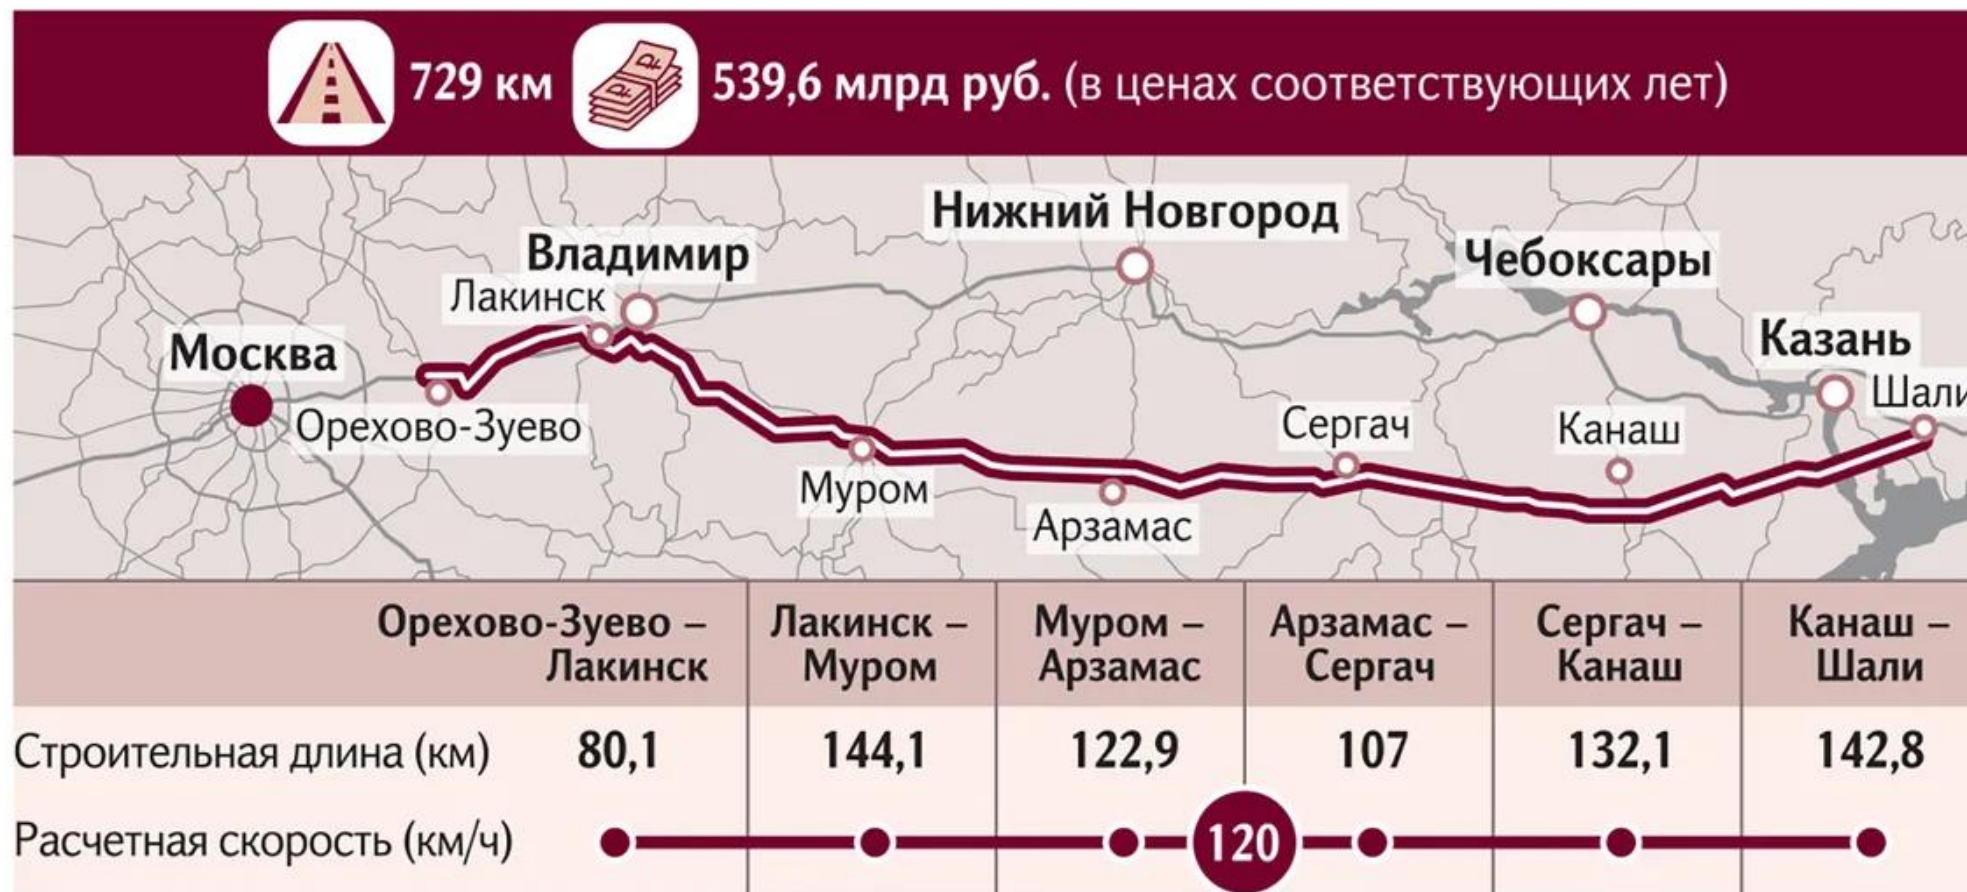 729 км 539,6 млрд руб. (в ценах соответствующих лет)
Нижний Новгород
Владимир
Чебоксары
Лакинск
Москва
Казань
Шали
Орехово-Зуево
Сергач
Канаш
Муром
Арзамас
Орехово-Зуево – Лакинск
Лакинск – Муром
Муром – Арзамас
Арзамас – Сергач
Сергач – Канаш
Канаш – Шали
Строительная длина (км) 80,1 144,1 122,9 107 132,1 142,8
Расчетная скорость (км/ч) 120